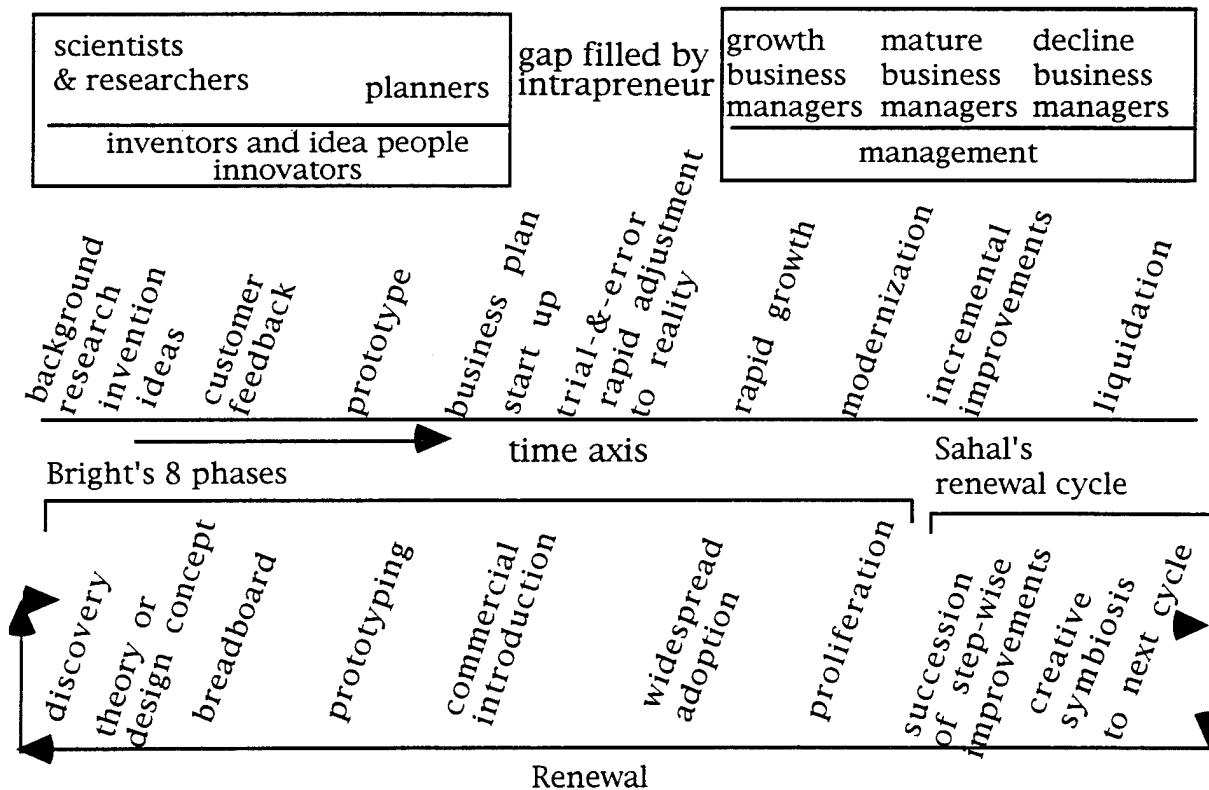 scientists
& researchers
planners
inventors and idea people
innovators
gap filled by
intrapreneur
growth
business
managers
mature
business
managers
decline
business
managers
management
background
research
invention
ideas
customer
feedback
prototype
business plan
start up
trial-&-error
rapid adjustment
to reality
rapid growth
modernization
incremental
improvements
liquidation
time axis
Bright's 8 phases
Sahal's
renewal cycle
discovery
theory or
design concept
breadboard
prototyping
commercial
introduction
widespread
adoption
proliferation
succession
of step-wise
improvements
creative
symbiosis
to next cycle
Renewal